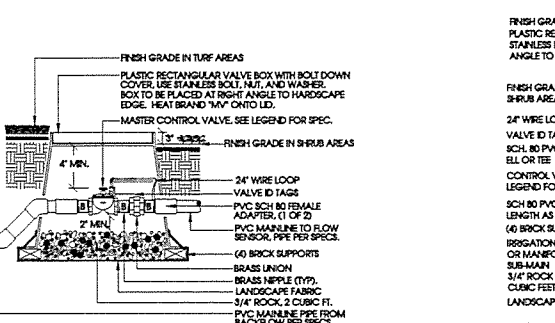 FINISH GRADE IN TURF AREAS
PLASTIC RECTANGULAR VALVE BOX WITH BOLT DOWN
COVER. USE STAINLESS BOLT, NUT, AND WASHER.
BOX TO BE PLACED AT RIGHT ANGLE TO HARDSCAPE
EDGE. HEAT BRAND "MV" ONTO LID.
MASTER CONTROL VALVE. SEE LEGEND FOR SPEC.
3"
FINISH GRADE IN SHRUB AREAS
4" MIN.
24" WIRE LOOP
VALVE ID TAGS
B B B
PVC SCH 80 FEMALE
ADAPTER, (1 OF 2)
2" MIN.
PVC MAINLINE TO FLOW
SENSOR, PIPE PER SPECS.
(4) BRICK SUPPORTS
BRASS UNION
BRASS NIPPLE (TYP).
LANDSCAPE FABRIC
3/4" ROCK, 2 CUBIC FT.
PVC MAINLINE PIPE FROM
BACKFLOW PER SPECS.
FINISH GRA
PLASTIC RE
STAINLESS
ANGLE TO
FINISH GRA
SHRUB AREA
24" WIRE LO
VALVE ID TA
SCH. 80 PV
ELL OR TEE
CONTROL V
LEGEND FO
SCH 80 PVC
LENGTH AS
(4) BRICK SU
IRRIGATION
OR MANIFO
SUB-MAIN
3/4" ROCK
CUBIC FEET
LANDSCAP